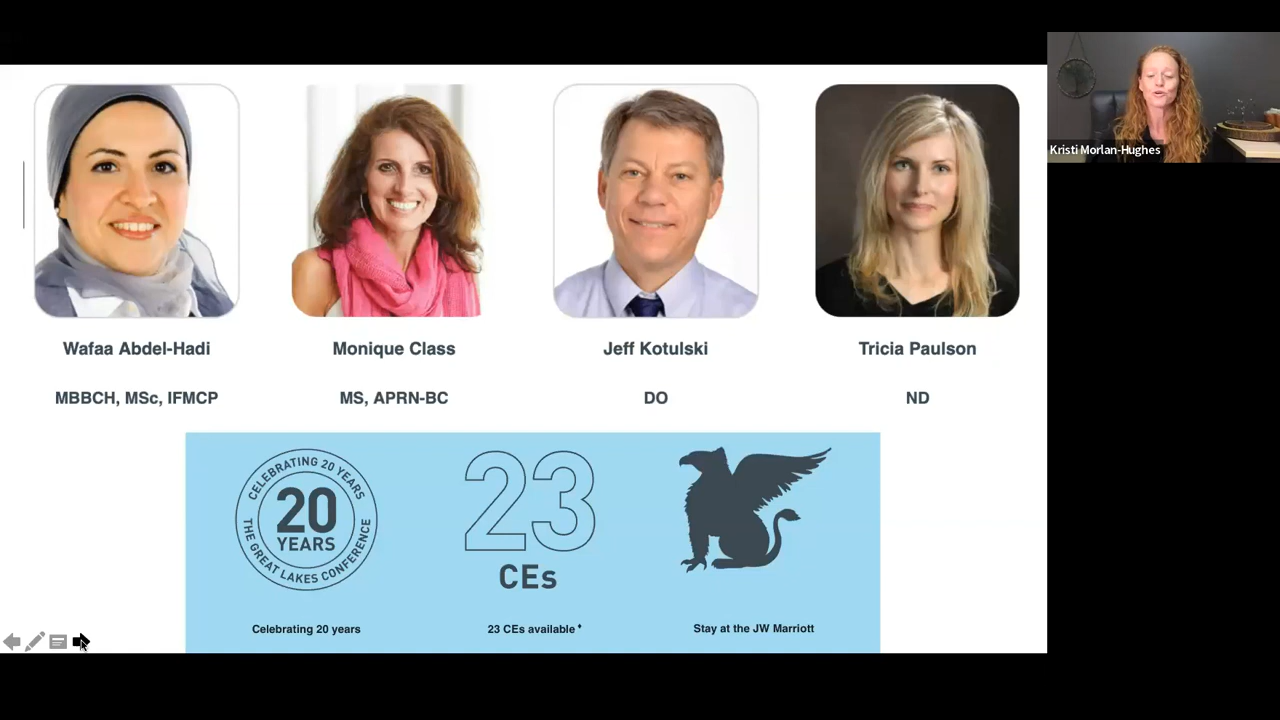 Kristi Morlan-Hughes
Wafaa Abdel-Hadi
Monique Class
Jeff Kotulski
Tricia Paulson
MBBCH, MSc, IFMCP
MS, APRN-BC
DO
ND
CELEBRATING 20 YEARS
20
YEARS
THE GREAT LAKES CONFERENCE
23
CEs
Celebrating 20 years
23 CEs available♦
Stay at the JW Marriott